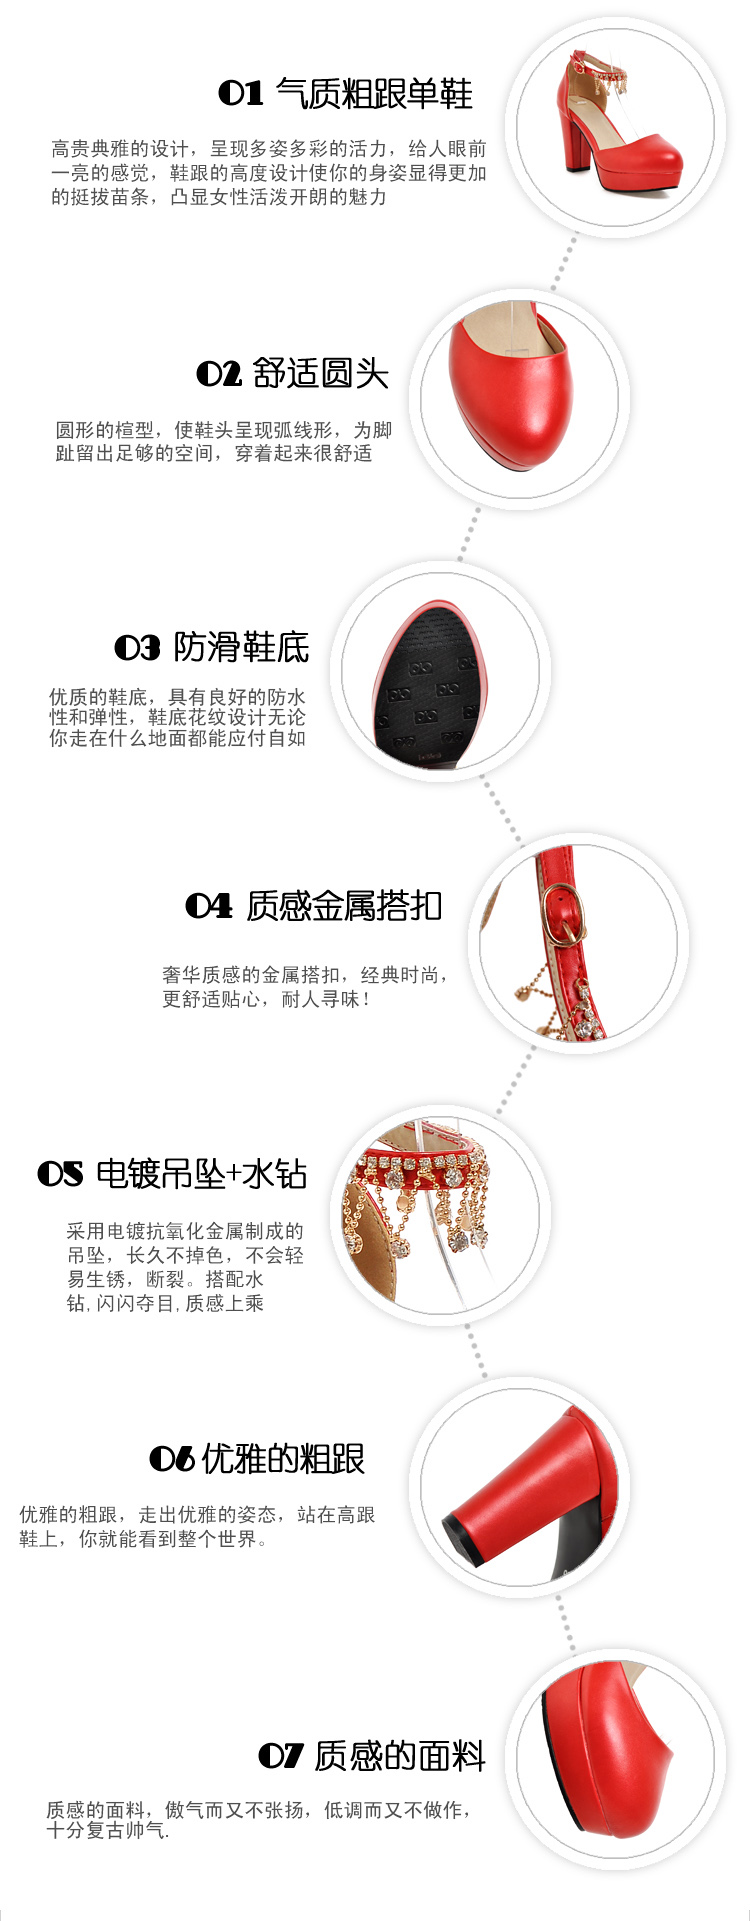 01 气质粗跟单鞋
高贵典雅的设计，呈现多姿多彩的活力，给人眼前
一亮的感觉，鞋跟的高度设计使你的身姿显得更加
的挺拔苗条，凸显女性活泼开朗的魅力
02 舒适圆头
圆形的楦型，使鞋头呈现弧线形，为脚
趾留出足够的空间，穿着起来很舒适
03 防滑鞋底
优质的鞋底，具有良好的防水
性和弹性，鞋底花纹设计无论
你走在什么地面都能应付自如
04 质感金属搭扣
奢华质感的金属搭扣，经典时尚，
更舒适贴心，耐人寻味！
05 电镀吊坠+水钻
采用电镀抗氧化金属制成的
吊坠，长久不掉色，不会轻
易生锈，断裂。搭配水
钻,闪闪夺目,质感上乘
06 优雅的粗跟
优雅的粗跟，走出优雅的姿态，站在高跟
鞋上，你就能看到整个世界。
07 质感的面料
质感的面料，傲气而又不张扬，低调而又不做作，
十分复古帅气.